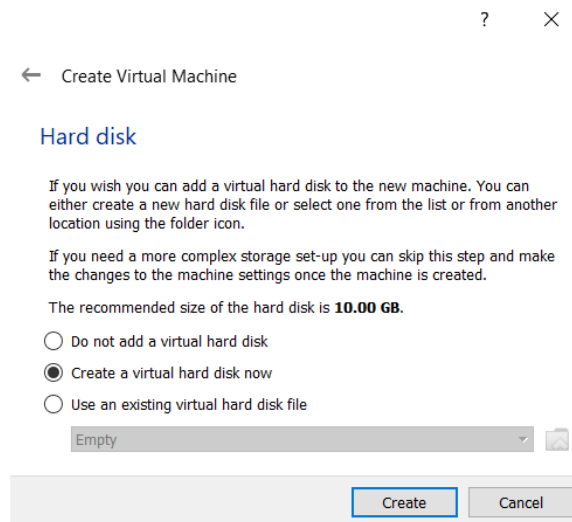 ?
Create Virtual Machine
Hard disk
If you wish you can add a virtual hard disk to the new machine. You can
either create a new hard disk file or select one from the list or from another
location using the folder icon.
If you need a more complex storage set-up you can skip this step and make
the changes to the machine settings once the machine is created.
The recommended size of the hard disk is 10.00 GB.
Do not add a virtual hard disk
Create a virtual hard disk now
Use an existing virtual hard disk file
Empty
Create Cancel